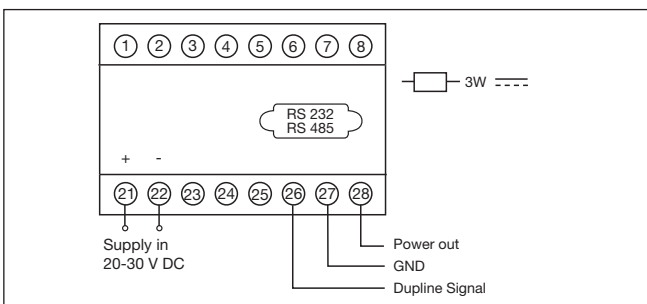 1 2 3 4 5 6 7 8
3W
RS 232
RS 485
+ -
21 22 23 24 25 26 27 28
Supply in
20-30 V DC
Power out
GND
Dupline Signal